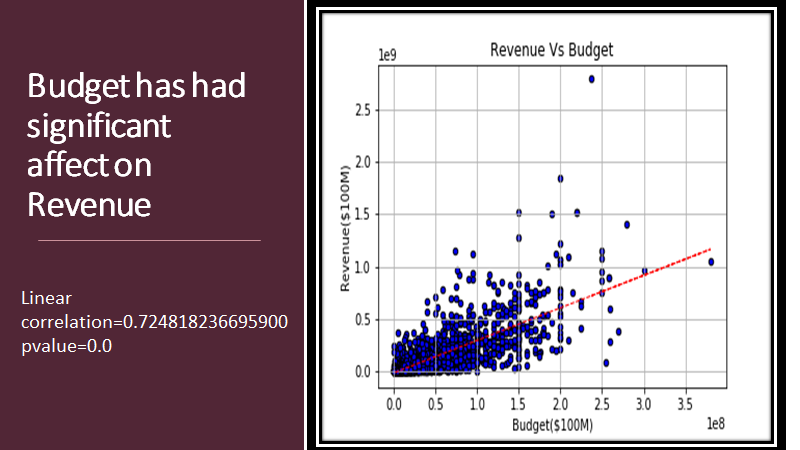 Budget has had
significant
affect on
Revenue
Linear
correlation=0.724818236695900
pvalue=0.0
Revenue Vs Budget
1e9
2.5
2.0
1.5
1.0
0.5
0.0
Revenue($100M)
0.0 0.5 1.0 1.5 2.0 2.5 3.0 3.5
Budget($100M)
1e8